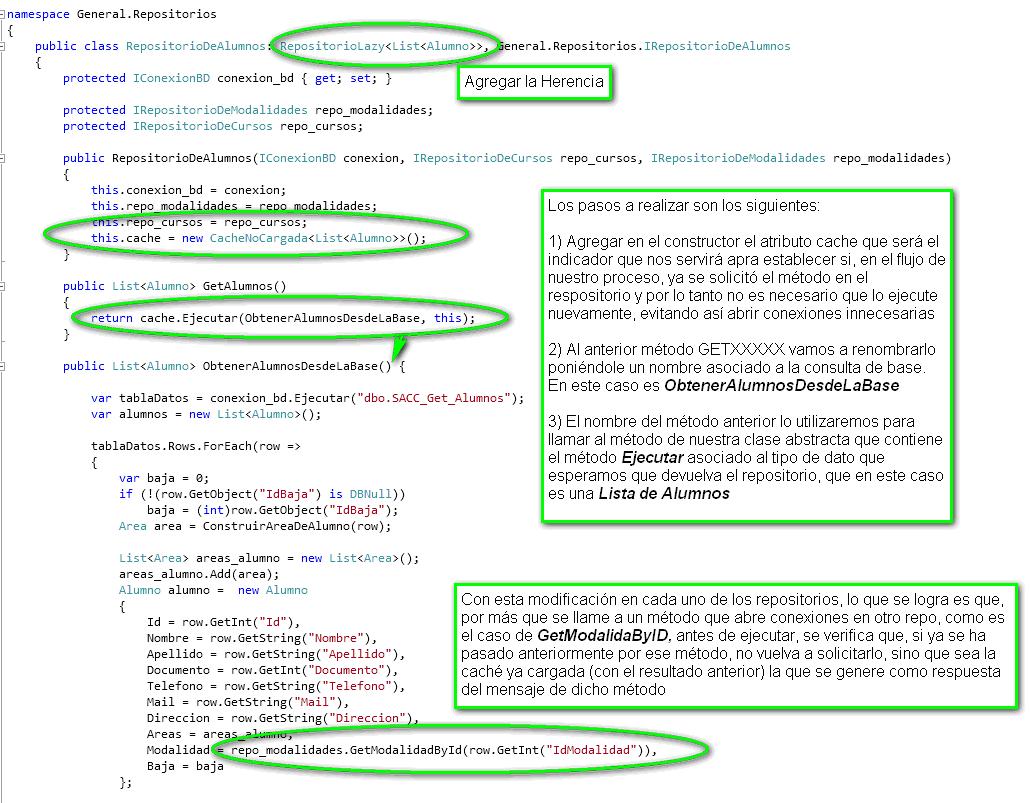 namespace General.Repositorios
{
public class RepositorioDeAlumnos: RepositorioLazy<List<Alumno>>, General.Repositorios.IRepositorioDeAlumnos
{
protected IConexionBD conexion_bd { get; set; }
Agregar la Herencia
protected IRepositorioDeModalidades repo_modalidades;
protected IRepositorioDeCursos repo_cursos;
public RepositorioDeAlumnos(IConexionBD conexion, IRepositorioDeCursos repo_cursos, IRepositorioDeModalidades repo_modalidades)
{
this.conexion_bd = conexion;
this.repo_modalidades = repo_modalidades;
this.repo_cursos = repo_cursos;
this.cache = new CacheNoCargada<List<Alumno>>();
}
public List<Alumno> GetAlumnos()
{
return cache.Ejecutar(ObtenerAlumnosDesdeLaBase, this);
}
public List<Alumno> ObtenerAlumnosDesdeLaBase() {
var tablaDatos = conexion_bd.Ejecutar("dbo.SACC_Get_Alumnos");
var alumnos = new List<Alumno>();
tablaDatos.Rows.ForEach(row =>
{
var baja = 0;
if (!(row.GetObject("IdBaja") is DBNull))
baja = (int)row.GetObject("IdBaja");
Area area = ConstruirAreaDeAlumno(row);
List<Area> areas_alumno = new List<Area>();
areas_alumno.Add(area);
Alumno alumno =  new Alumno
{
Id = row.GetInt("Id"),
Nombre = row.GetString("Nombre"),
Apellido = row.GetString("Apellido"),
Documento = row.GetInt("Documento"),
Telefono = row.GetString("Telefono"),
Mail = row.GetString("Mail"),
Direccion = row.GetString("Direccion"),
Areas = areas_alumno,
Modalidad = repo_modalidades.GetModalidadById(row.GetInt("IdModalidad")),
Baja = baja
};
Los pasos a realizar son los siguientes:
1) Agregar en el constructor el atributo cache que será el
indicador que nos servirá apra establecer si, en el flujo de
nuestro proceso, ya se solicitó el método en el
respositorio y por lo tanto no es necesario que lo ejecute
nuevamente, evitando así abrir conexiones innecesarias
2) Al anterior método GETXXXXX vamos a renombrarlo
poniéndole un nombre asociado a la consulta de base.
En este caso es ObtenerAlumnosDesdeLaBase
3) El nombre del método anterior lo utilizaremos para
llamar al método de nuestra clase abstracta que contiene
el método Ejecutar asociado al tipo de dato que
esperamos que devuelva el repositorio, que en este caso
es una Lista de Alumnos
Con esta modificación en cada uno de los repositorios, lo que se logra es que,
por más que se llame a un método que abre conexiones en otro repo, como es
el caso de GetModalidaByID, antes de ejecutar, se verifica que, si ya se ha
pasado anteriormente por ese método, no vuelva a solicitarlo, sino que sea la
caché ya cargada (con el resultado anterior) la que se genere como respuesta
del mensaje de dicho método